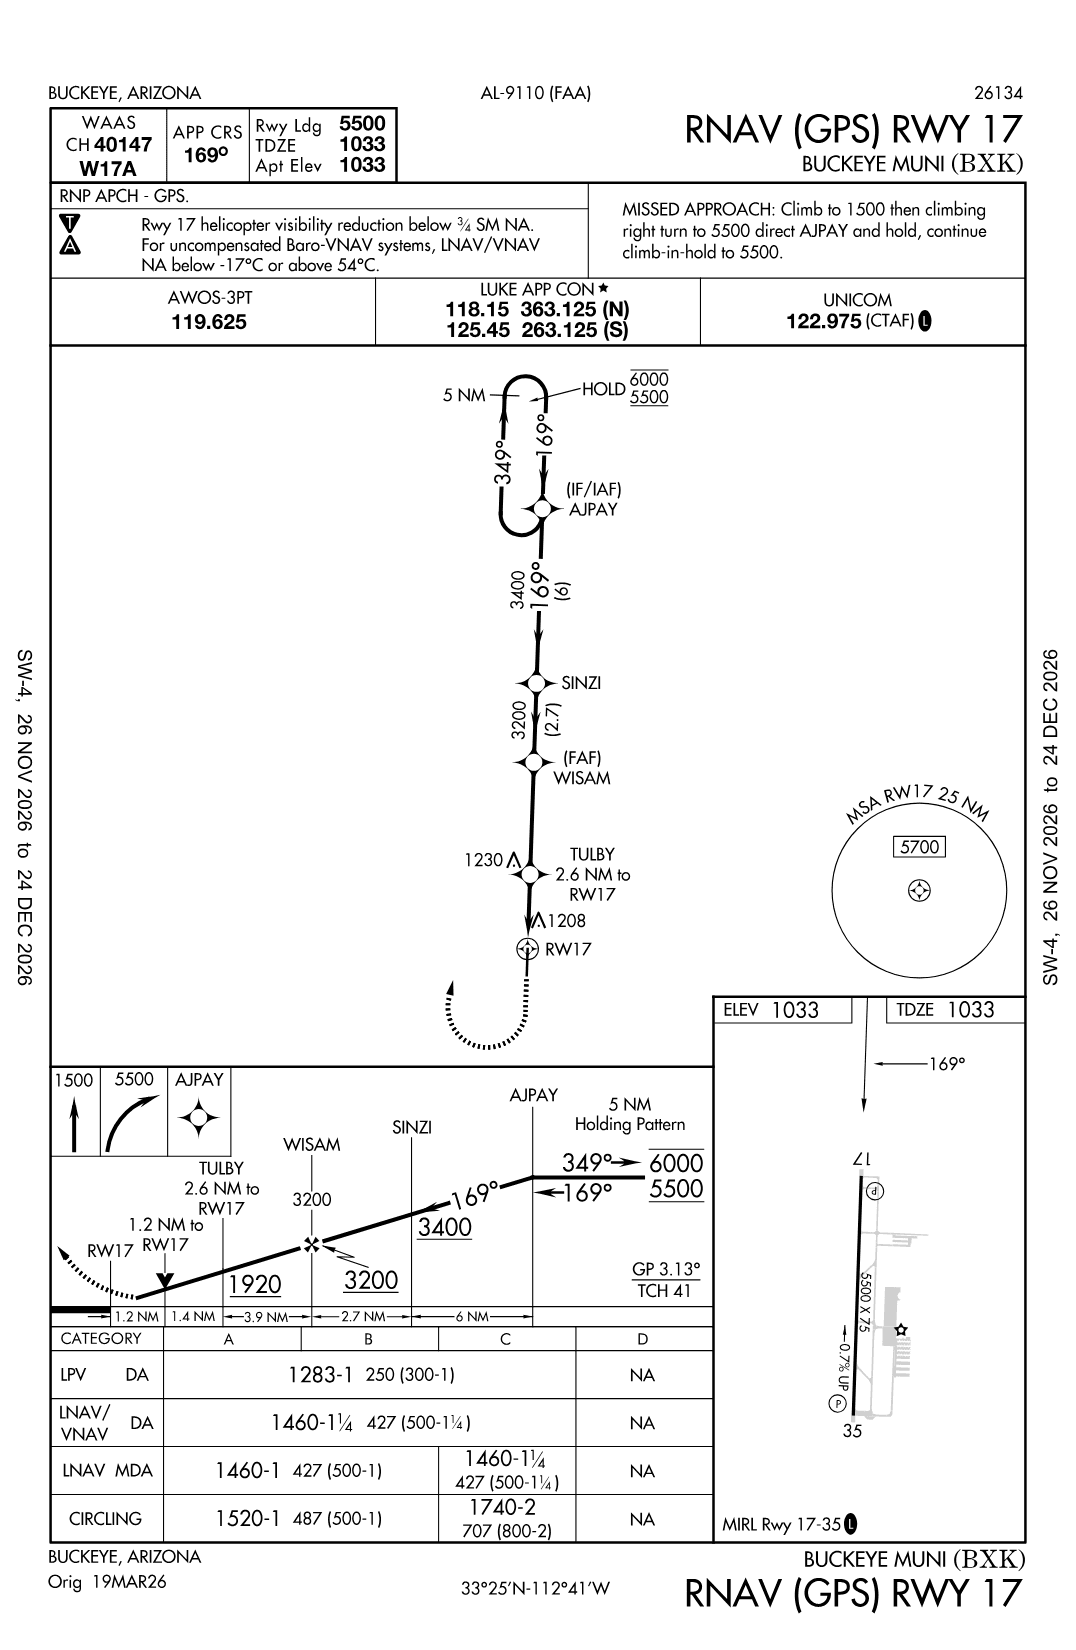 BUCKEYE, ARIZONA
AL-9110 (FAA)
26134
WAAS
CH 40147
W17A
APP CRS
169°
Rwy Ldg 5500
TDZE 1033
Apt Elev 1033
RNAV (GPS) RWY 17
BUCKEYE MUNI (BXK)
RNP APCH - GPS.
T
A
Rwy 17 helicopter visibility reduction below ¾ SM NA.
For uncompensated Baro-VNAV systems, LNAV/VNAV
NA below -17°C or above 54°C.
MISSED APPROACH: Climb to 1500 then climbing
right turn to 5500 direct AJPAY and hold, continue
climb-in-hold to 5500.
AWOS-3PT
119.625
LUKE APP CON ★
118.15 363.125 (N)
125.45 263.125 (S)
UNICOM
122.975 (CTAF) L
5 NM
HOLD 6000
5500
349°
169°
(IF/IAF)
AJPAY
3400
169°
(6)
SINZI
3200
(2.7)
(FAF)
WISAM
1230
TULBY
2.6 NM to
RW17
1208
RW17
MSA RW17 25 NM
5700
SW-4, 26 NOV 2026 to 24 DEC 2026
SW-4, 26 NOV 2026 to 24 DEC 2026
ELEV 1033
TDZE 1033
169°
17
P
5500 X 75
0.7% UP
P
35
MIRL Rwy 17-35 L
1500
5500
AJPAY
AJPAY
5 NM
Holding Pattern
SINZI
WISAM
349°
6000
TULBY
2.6 NM to
RW17
169°
169°
5500
3200
1.2 NM to
RW17
3400
RW17
1920
3200
GP 3.13°
TCH 41
1.2 NM
1.4 NM
3.9 NM
2.7 NM
6 NM
CATEGORY A B C D
LPV DA 1283-1 250 (300-1) NA
LNAV/
VNAV DA 1460-1¼ 427 (500-1¼) NA
LNAV MDA 1460-1 427 (500-1) 1460-1¼
427 (500-1¼) NA
CIRCLING 1520-1 487 (500-1) 1740-2
707 (800-2) NA
BUCKEYE, ARIZONA
Orig 19MAR26
33°25'N-112°41'W
BUCKEYE MUNI (BXK)
RNAV (GPS) RWY 17